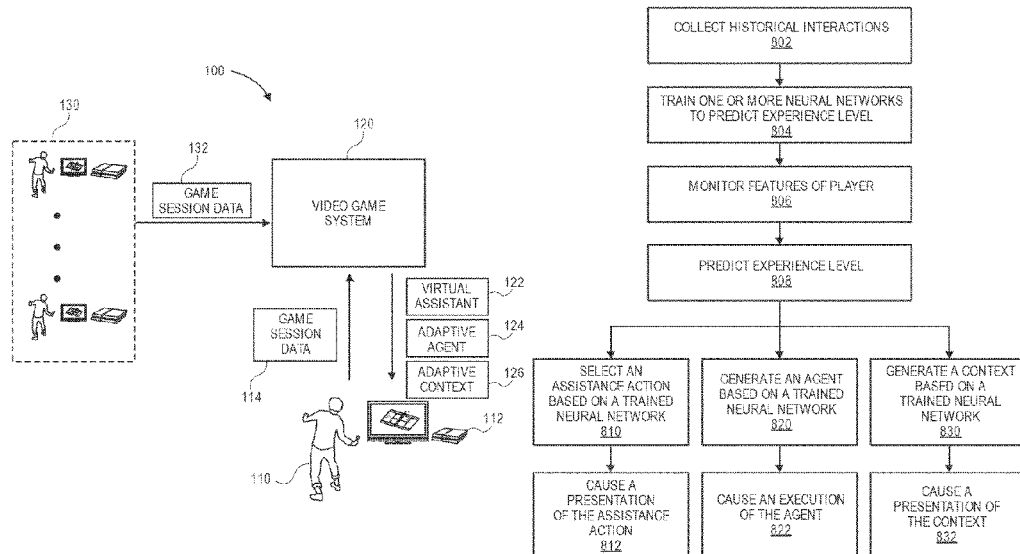 100
130
132
GAME
SESSION DATA
120
VIDEO GAME
SYSTEM
GAME
SESSION
DATA
114
VIRTUAL
ASSISTANT
122
ADAPTIVE
AGENT
124
ADAPTIVE
CONTEXT
126
112
110
COLLECT HISTORICAL INTERACTIONS
802
TRAIN ONE OR MORE NEURAL NETWORKS
TO PREDICT EXPERIENCE LEVEL
804
MONITOR FEATURES OF PLAYER
806
PREDICT EXPERIENCE LEVEL
808
SELECT AN
ASSISTANCE ACTION
BASED ON A TRAINED
NEURAL NETWORK
810
GENERATE AN AGENT
BASED ON A TRAINED
NEURAL NETWORK
820
GENERATE A CONTEXT
BASED ON A
TRAINED NEURAL
NETWORK
830
CAUSE A
PRESENTATION
OF THE ASSISTANCE
ACTION
812
CAUSE AN EXECUTION
OF THE AGENT
822
CAUSE A
PRESENTATION OF
THE CONTEXT
832